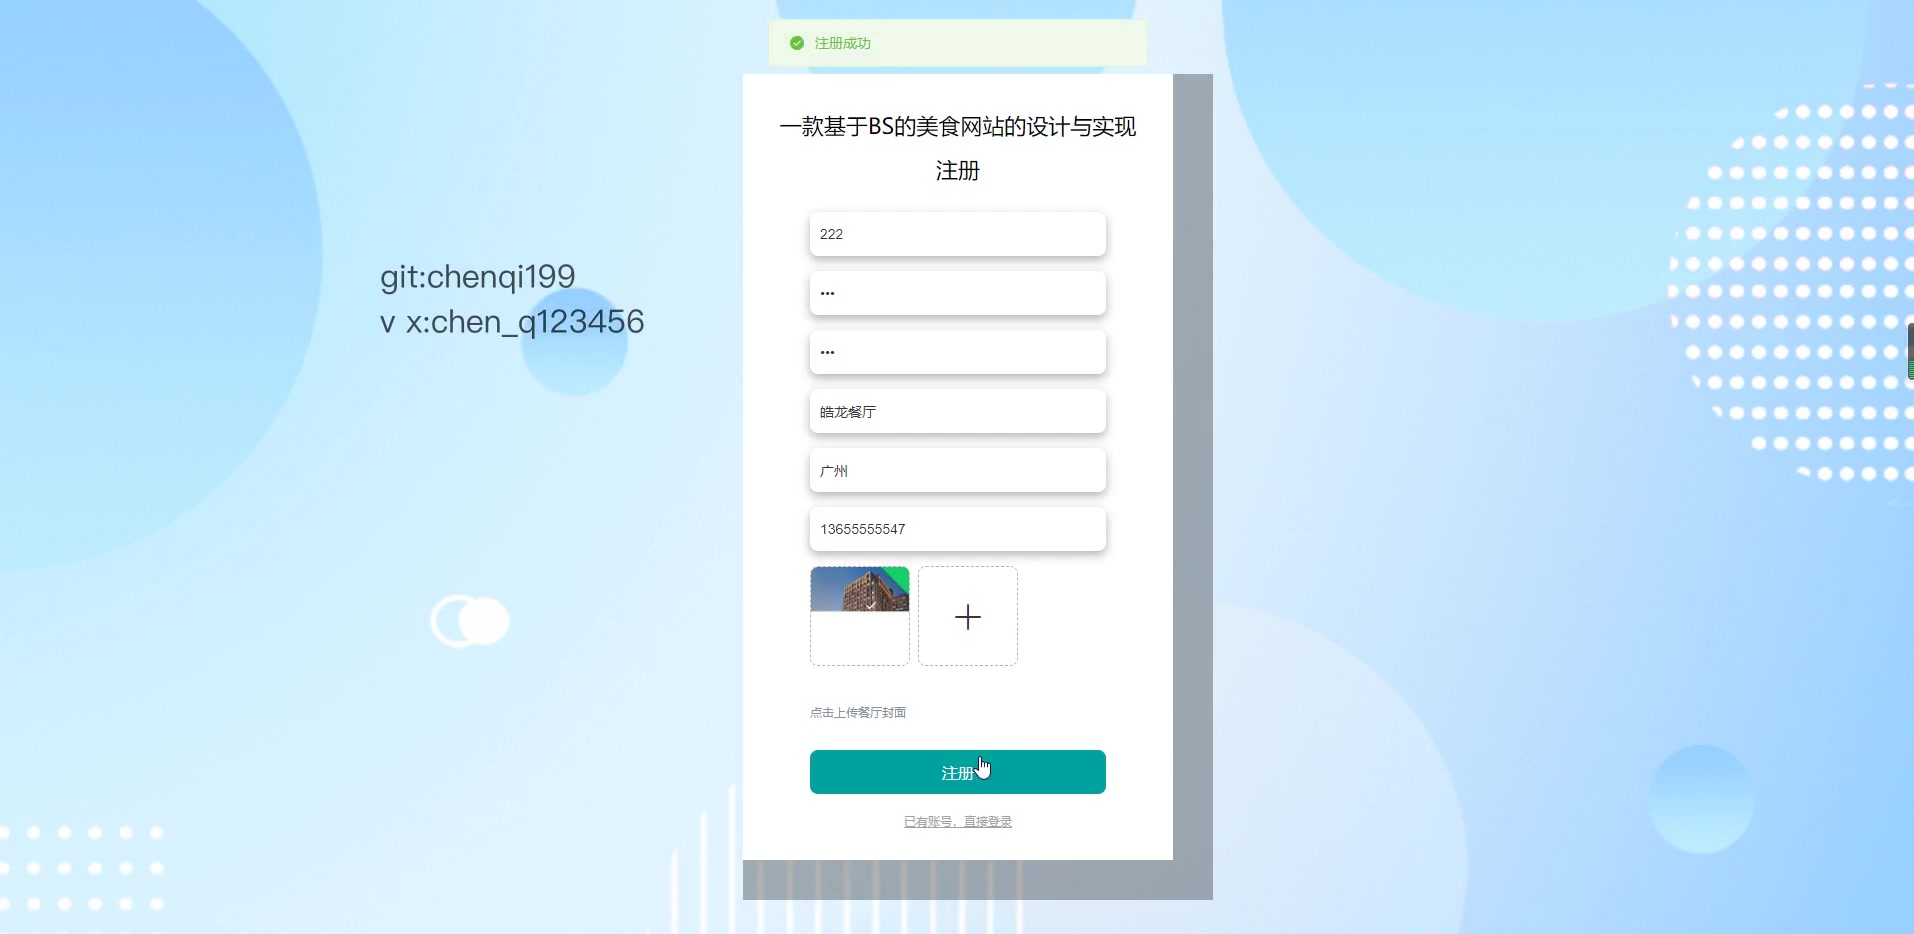 注册成功
一款基于BS的美食网站的设计与实现
注册
git:chenqi199
v x:chen_q123456
222
•••
•••
皓龙餐厅
广州
13655555547
点击上传餐厅封面
注册
已有账号，直接登录